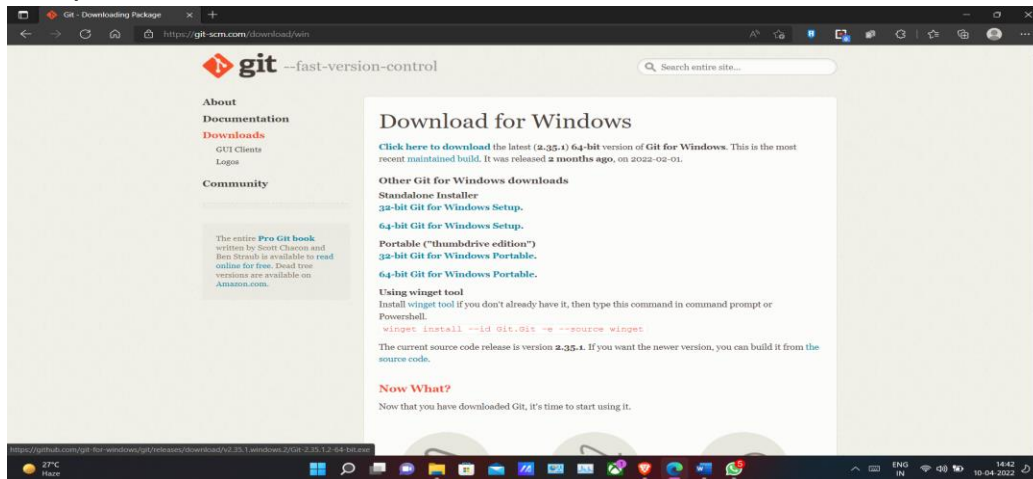 Git - Downloading Package
https://git-scm.com/download/win
git --fast-version-control
Search entire site...
About
Documentation
Downloads
GUI Clients
Logos
Community
The entire Pro Git book
written by Scott Chacon and
Ben Straub is available to read
online for free. Dead tree
versions are available on
Amazon.com.
Download for Windows
Click here to download the latest (2.35.1) 64-bit version of Git for Windows. This is the most
recent maintained build. It was released 2 months ago, on 2022-02-01.
Other Git for Windows downloads
Standalone Installer
32-bit Git for Windows Setup.
64-bit Git for Windows Setup.
Portable ("thumbdrive edition")
32-bit Git for Windows Portable.
64-bit Git for Windows Portable.
Using winget tool
Install winget tool if you don't already have it, then type this command in command prompt or
Powershell.
winget install --id Git.Git -e --source winget
The current source code release is version 2.35.1. If you want the newer version, you can build it from the
source code.
Now What?
Now that you have downloaded Git, it's time to start using it.
https://github.com/git-for-windows/git/releases/download/v2.35.1.windows.2/Git-2.35.1.2-64-bit.exe
27°C
Haze
ENG
IN
14:42
10-04-2022